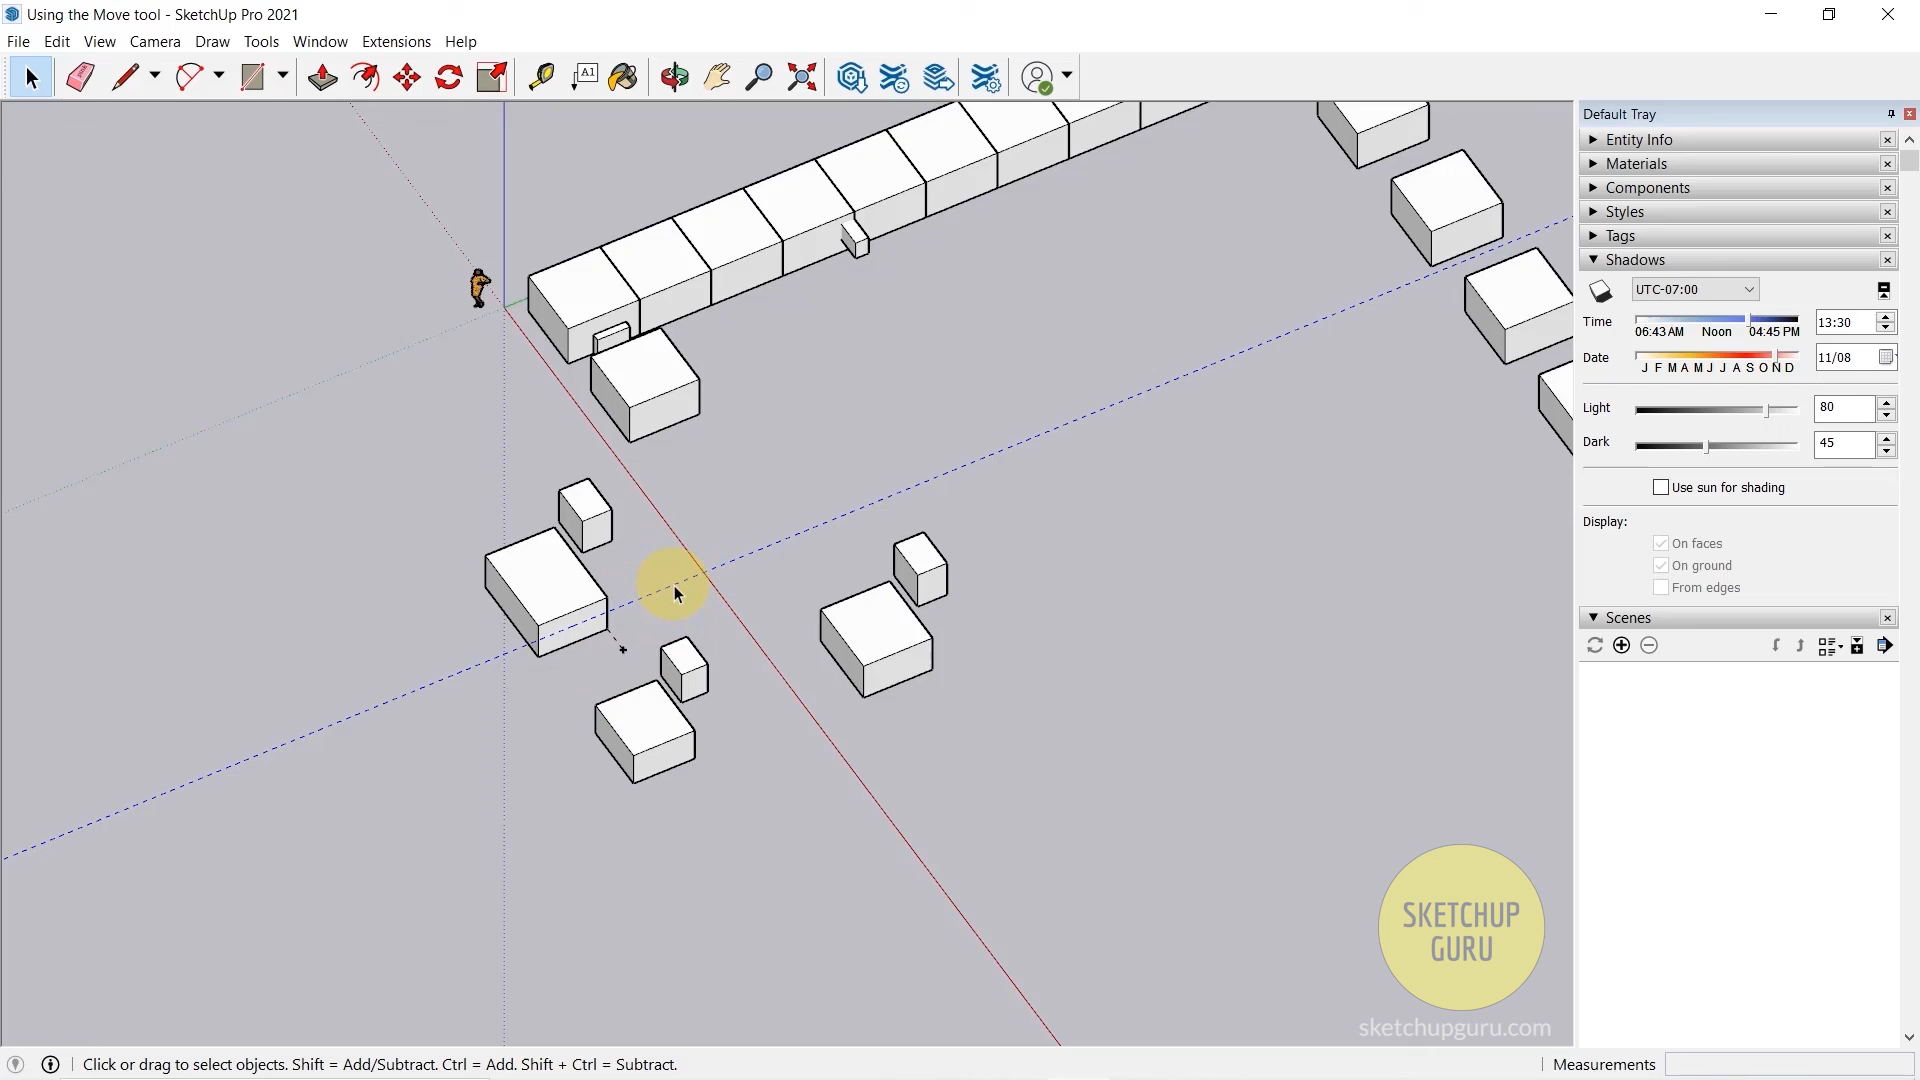 Using the Move tool - SketchUp Pro 2021
File Edit View Camera Draw Tools Window Extensions Help
A1
Default Tray
Entity Info
Materials
Components
Styles
Tags
Shadows
UTC-07:00
Time 06:43 AM Noon 04:45 PM 13:30
Date J F M A M J J A S O N D 11/08
Light 80
Dark 45
Use sun for shading
Display:
On faces
On ground
From edges
Scenes
SKETCHUP
GURU
sketchupguru.com
Click or drag to select objects. Shift = Add/Subtract. Ctrl = Add. Shift + Ctrl = Subtract.
Measurements